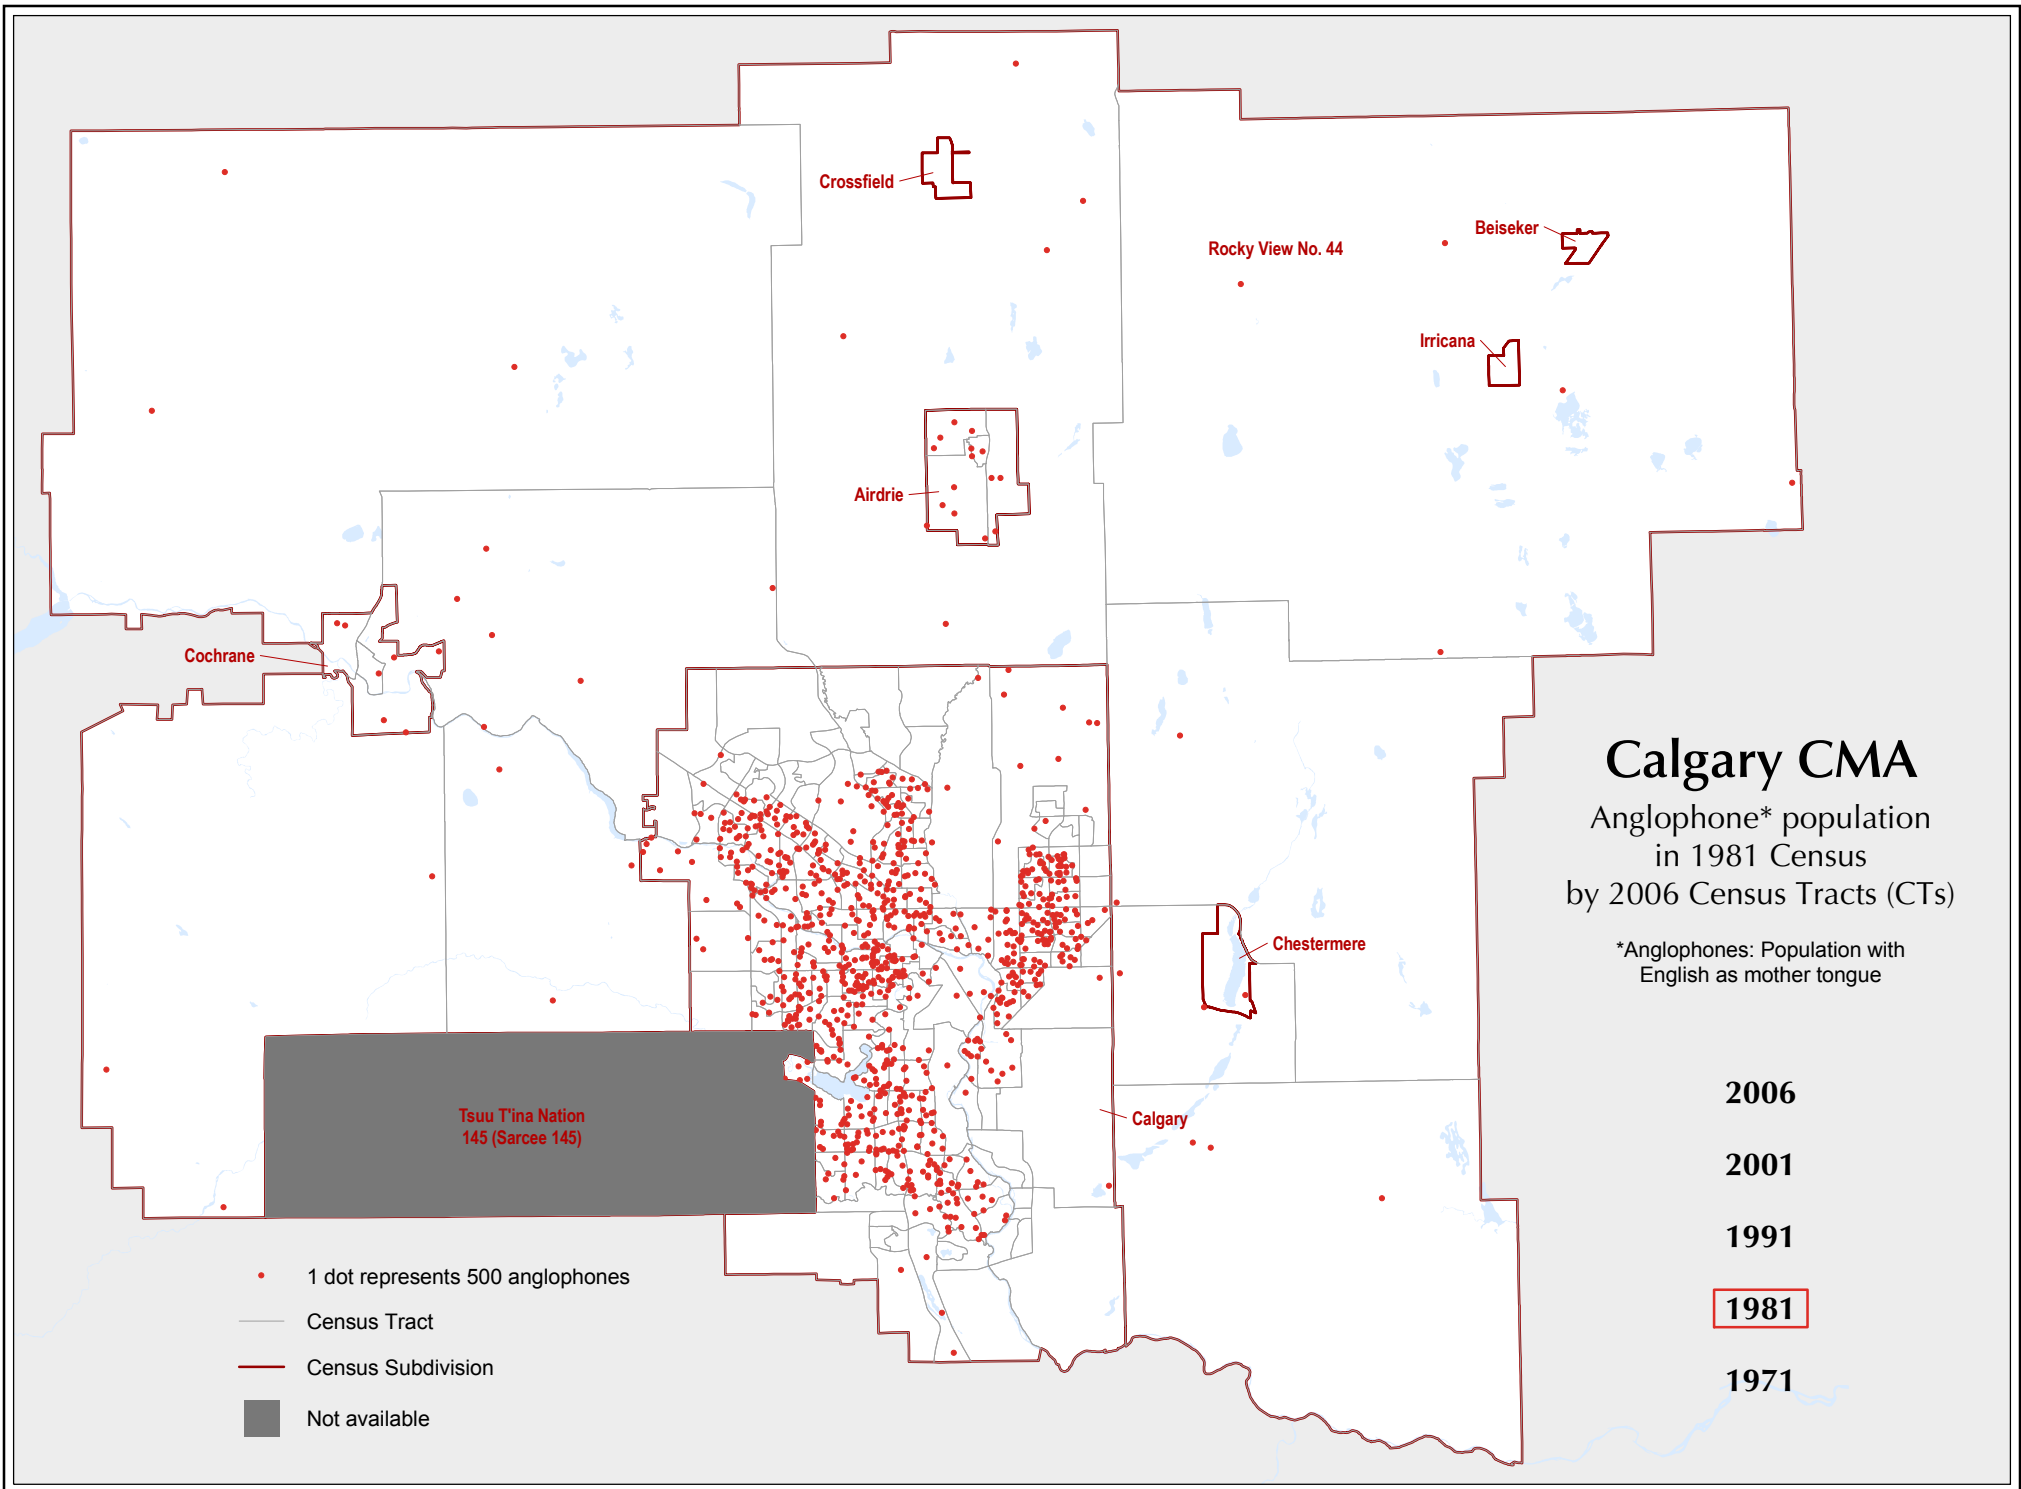 Crossfield
Beiseker
Rocky View No. 44
Irricana
Airdrie
Cochrane
Calgary CMA
Anglophone* population
in 1981 Census
by 2006 Census Tracts (CTs)
*Anglophones: Population with
English as mother tongue
Chestermere
Tsuu T'ina Nation
145 (Sarcee 145)
Calgary
2006
2001
1991
1981
1971
1 dot represents 500 anglophones
Census Tract
Census Subdivision
Not available